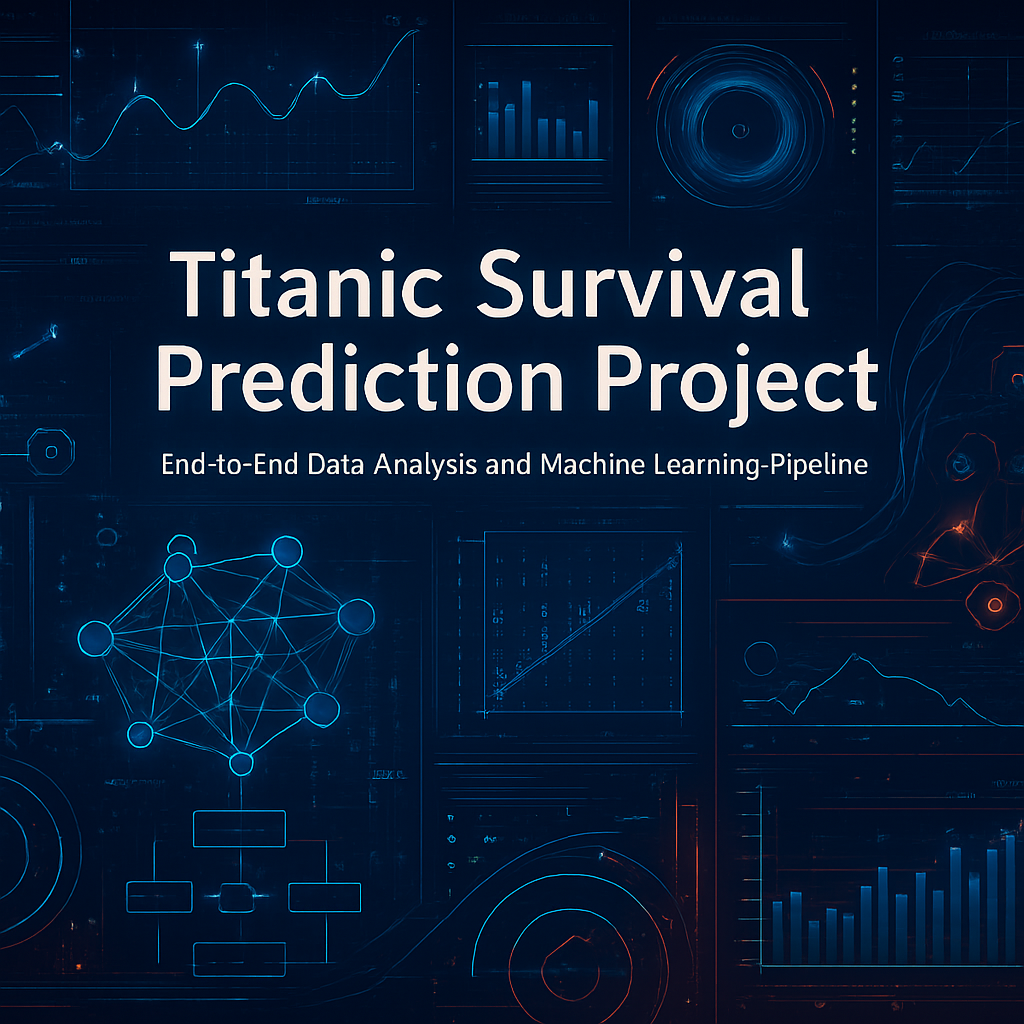 Titanic Survival
Prediction Project
End-to-End Data Analysis and Machine Learning-Pipeline